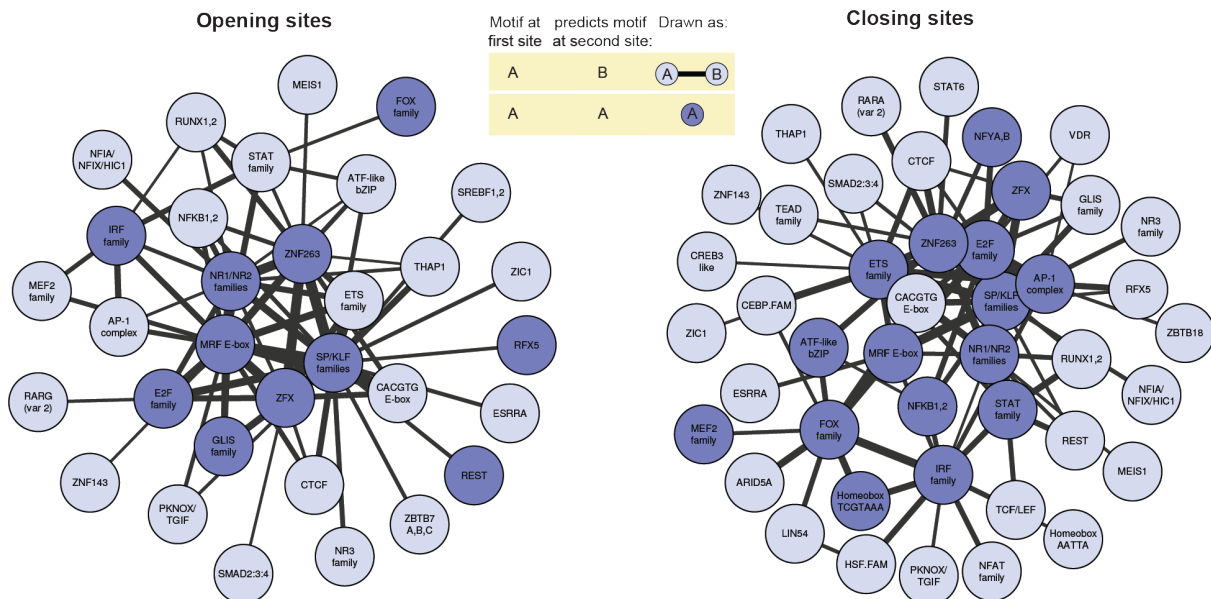 Opening sites
Closing sites
Motif at predicts motif Drawn as:
first site at second site:
A B A B
A A A
MEIS1
FOX
family
RUNX1,2
NFIA/
NFIX/HIC1
STAT
family
ATF-like
bZIP
SREBF1,2
NFKB1,2
IRF
family
ZNF263
NR1/NR2
families
THAP1
ZIC1
MEF2
family
ETS
family
AP-1
complex
MRF E-box
SP/KLF
families
RFX5
RARG
(var 2)
E2F
family
ZFX
CACGTG
E-box
ESRRA
GLIS
family
ZNF143
CTCF
REST
PKNOX/
TGIF
ZBTB7
A,B,C
NR3
family
SMAD2:3:4
STAT6
RARA
(var 2)
THAP1
NFYA,B
VDR
CTCF
ZNF143
SMAD2:3:4
ZFX
GLIS
family
TEAD
family
NR3
family
ZNF263
E2F
family
CREB3
like
ETS
family
AP-1
complex
RFX5
CEBP.FAM
CACGTG
E-box
SP/KLF
families
ZIC1
ZBTB18
ATF-like
bZIP
MRF E-box
NR1/NR2
families
RUNX1,2
NFIA/
NFIX/HIC1
ESRRA
NFKB1,2
STAT
family
MEF2
family
FOX
family
REST
MEIS1
ARID5A
IRF
family
Homeobox
TCGTAAA
TCF/LEF
LIN54
Homeobox
AATTA
HSF.FAM
PKNOX/
TGIF
NFAT
family